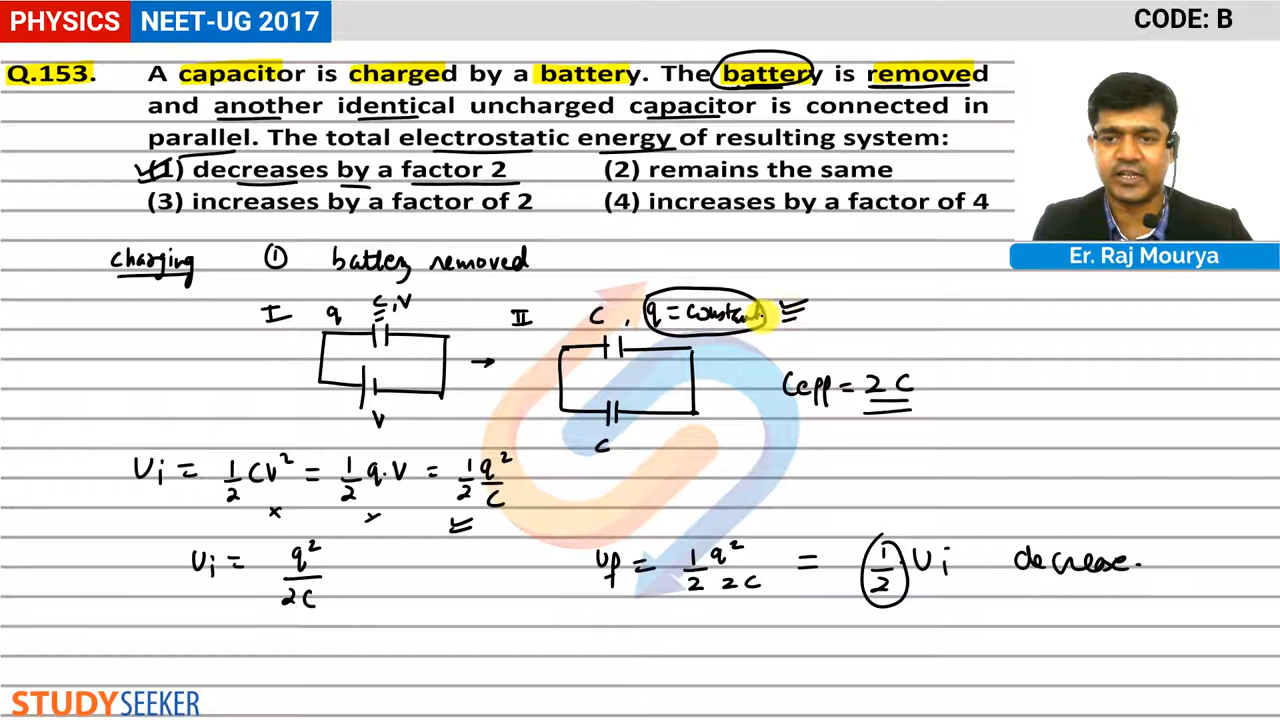 PHYSICS NEET-UG 2017
CODE: B
Q.153. A capacitor is charged by a battery. The battery is removed
and another identical uncharged capacitor is connected in
parallel. The total electrostatic energy of resulting system:
(1) decreases by a factor 2 (2) remains the same
(3) increases by a factor of 2 (4) increases by a factor of 4
Er. Raj Mourya
charging ① battery removed
I q C, V II C, q = constant.
V
C
Ceff = 2C
Ui = 1/2 CV² = 1/2 q.V = 1/2 q²/C
Ui = q²/2C Uf = 1/2 q²/2C = 1/2 Ui decrease.
STUDYSEEKER